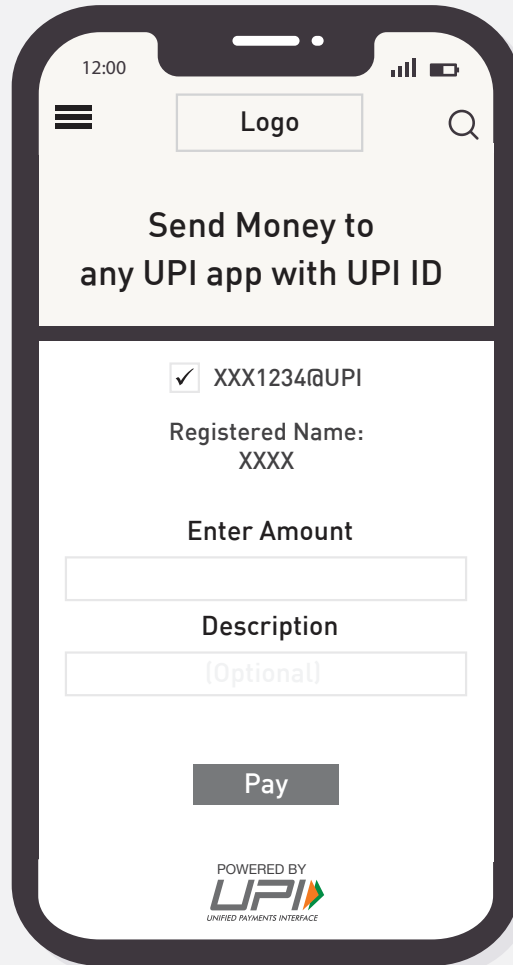 12:00
Logo
Send Money to
any UPI app with UPI ID
✓ XXX1234@UPI
Registered Name:
XXXX
Enter Amount
Description
(Optional)
Pay
POWERED BY
UPI
UNIFIED PAYMENTS INTERFACE